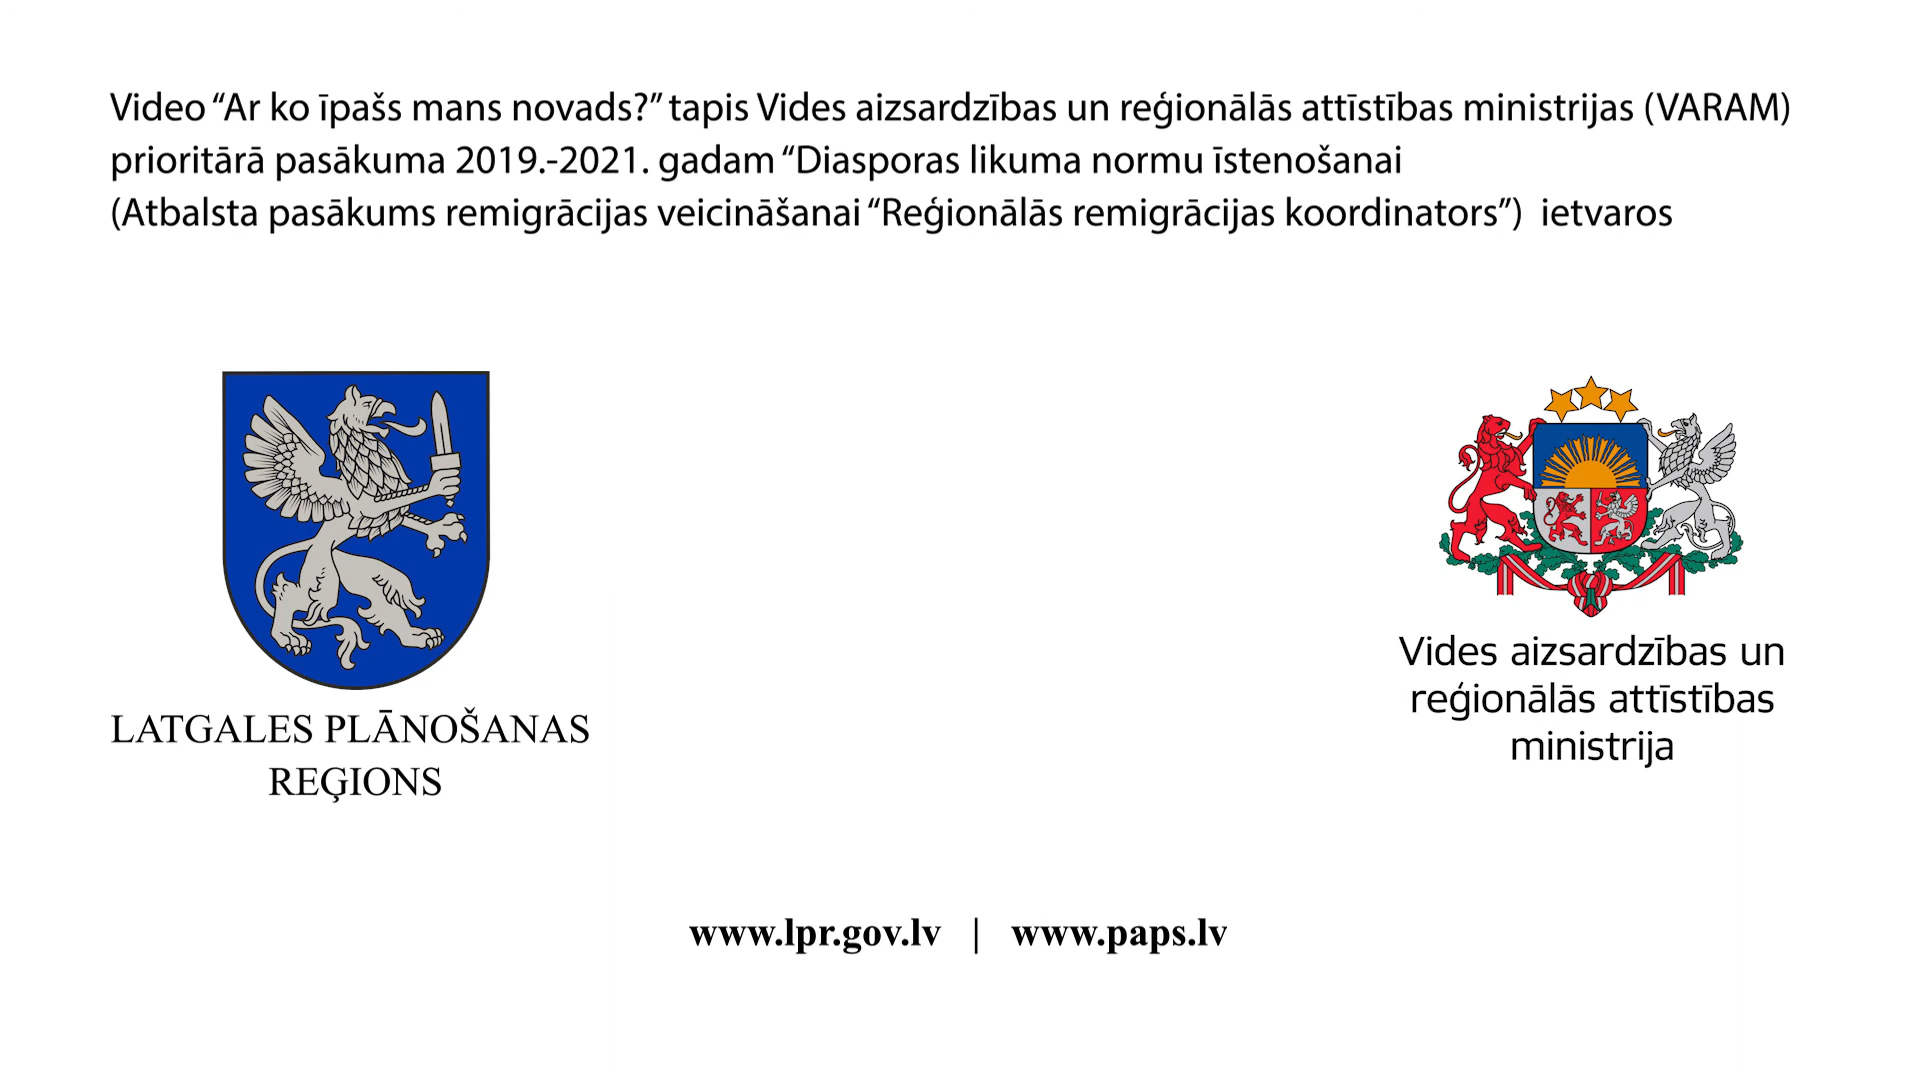 Video “Ar ko īpašs mans novads?” tapis Vides aizsardzības un reģionālās attīstības ministrijas (VARAM)
prioritārā pasākuma 2019.-2021. gadam “Diasporas likuma normu īstenošanai
(Atbalsta pasākums remigrācijas veicināšanai “Reģionālās remigrācijas koordinators”) ietvaros
LATGALES PLĀNOŠANAS
REĢIONS
Vides aizsardzības un
reģionālās attīstības
ministrija
www.lpr.gov.lv | www.paps.lv